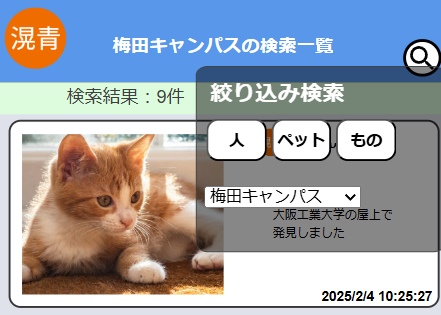 滉青
梅田キャンパスの検索一覧
検索結果：9件
絞り込み検索
人
ペット
もの
梅田キャンパス
大阪工業大学の屋上で
発見しました
2025/2/4 10:25:27